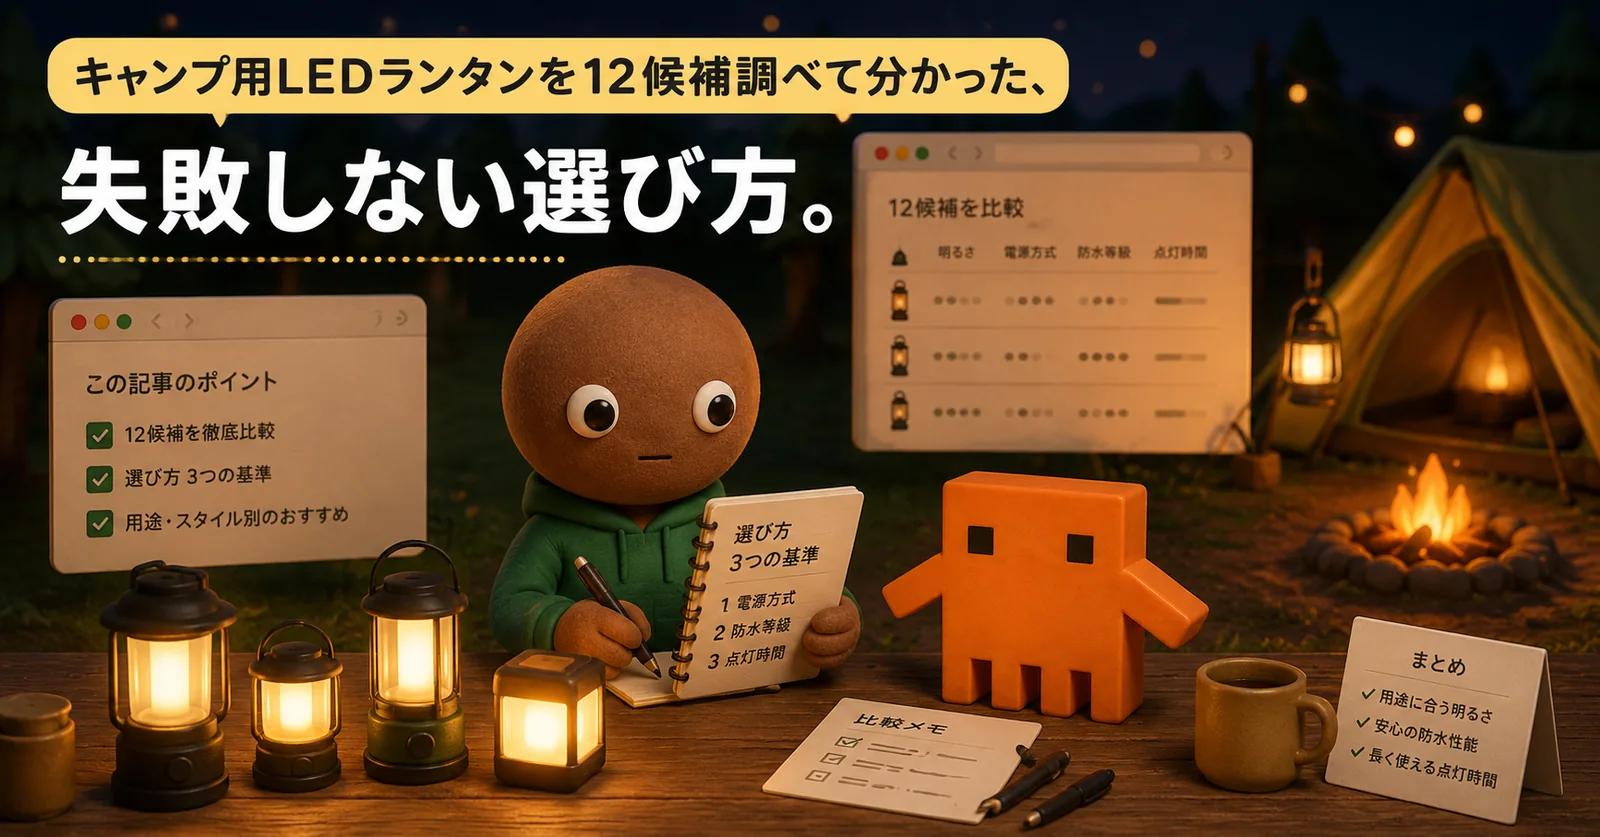 キャンプ用LEDランタンを12候補調べて分かった、
失敗しない選び方。
12候補を比較
明るさ 電源方式 防水等級 点灯時間
この記事のポイント
12候補を徹底比較
選び方 3つの基準
用途・スタイル別のおすすめ
選び方
3つの基準
1 電源方式
2 防水等級
3 点灯時間
比較メモ
まとめ
用途に合う明るさ
安心の防水性能
長く使える点灯時間